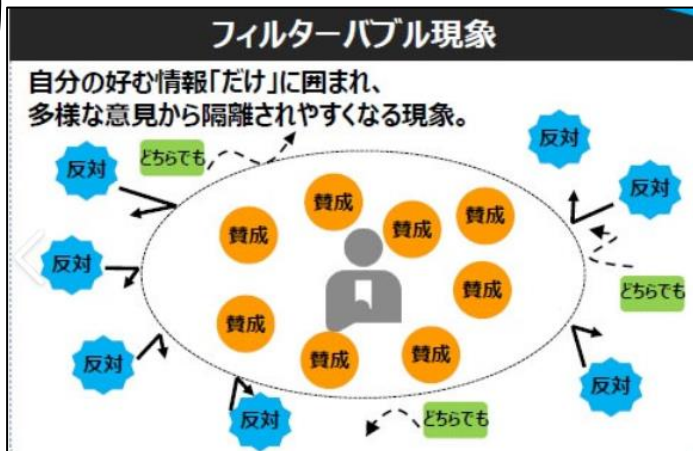 フィルターバブル現象
自分の好む情報「だけ」に囲まれ、
多様な意見から隔離されやすくなる現象。
反対
どちらでも
反対
反対
賛成
賛成
賛成
賛成
反対
賛成
どちらでも
賛成
賛成
賛成
反対
反対
反対
どちらでも